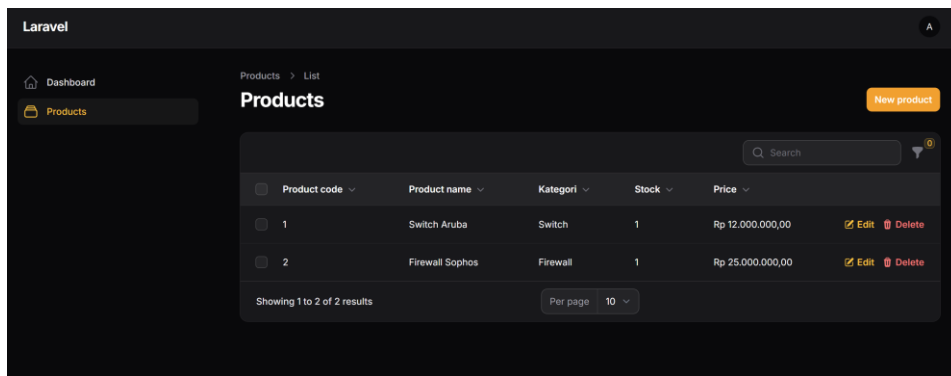 Laravel
A
Dashboard
Products
Products > List
Products
New product
Search
0
Product code Product name Kategori Stock Price
1 Switch Aruba Switch 1 Rp 12.000.000,00 Edit Delete
2 Firewall Sophos Firewall 1 Rp 25.000.000,00 Edit Delete
Showing 1 to 2 of 2 results Per page 10